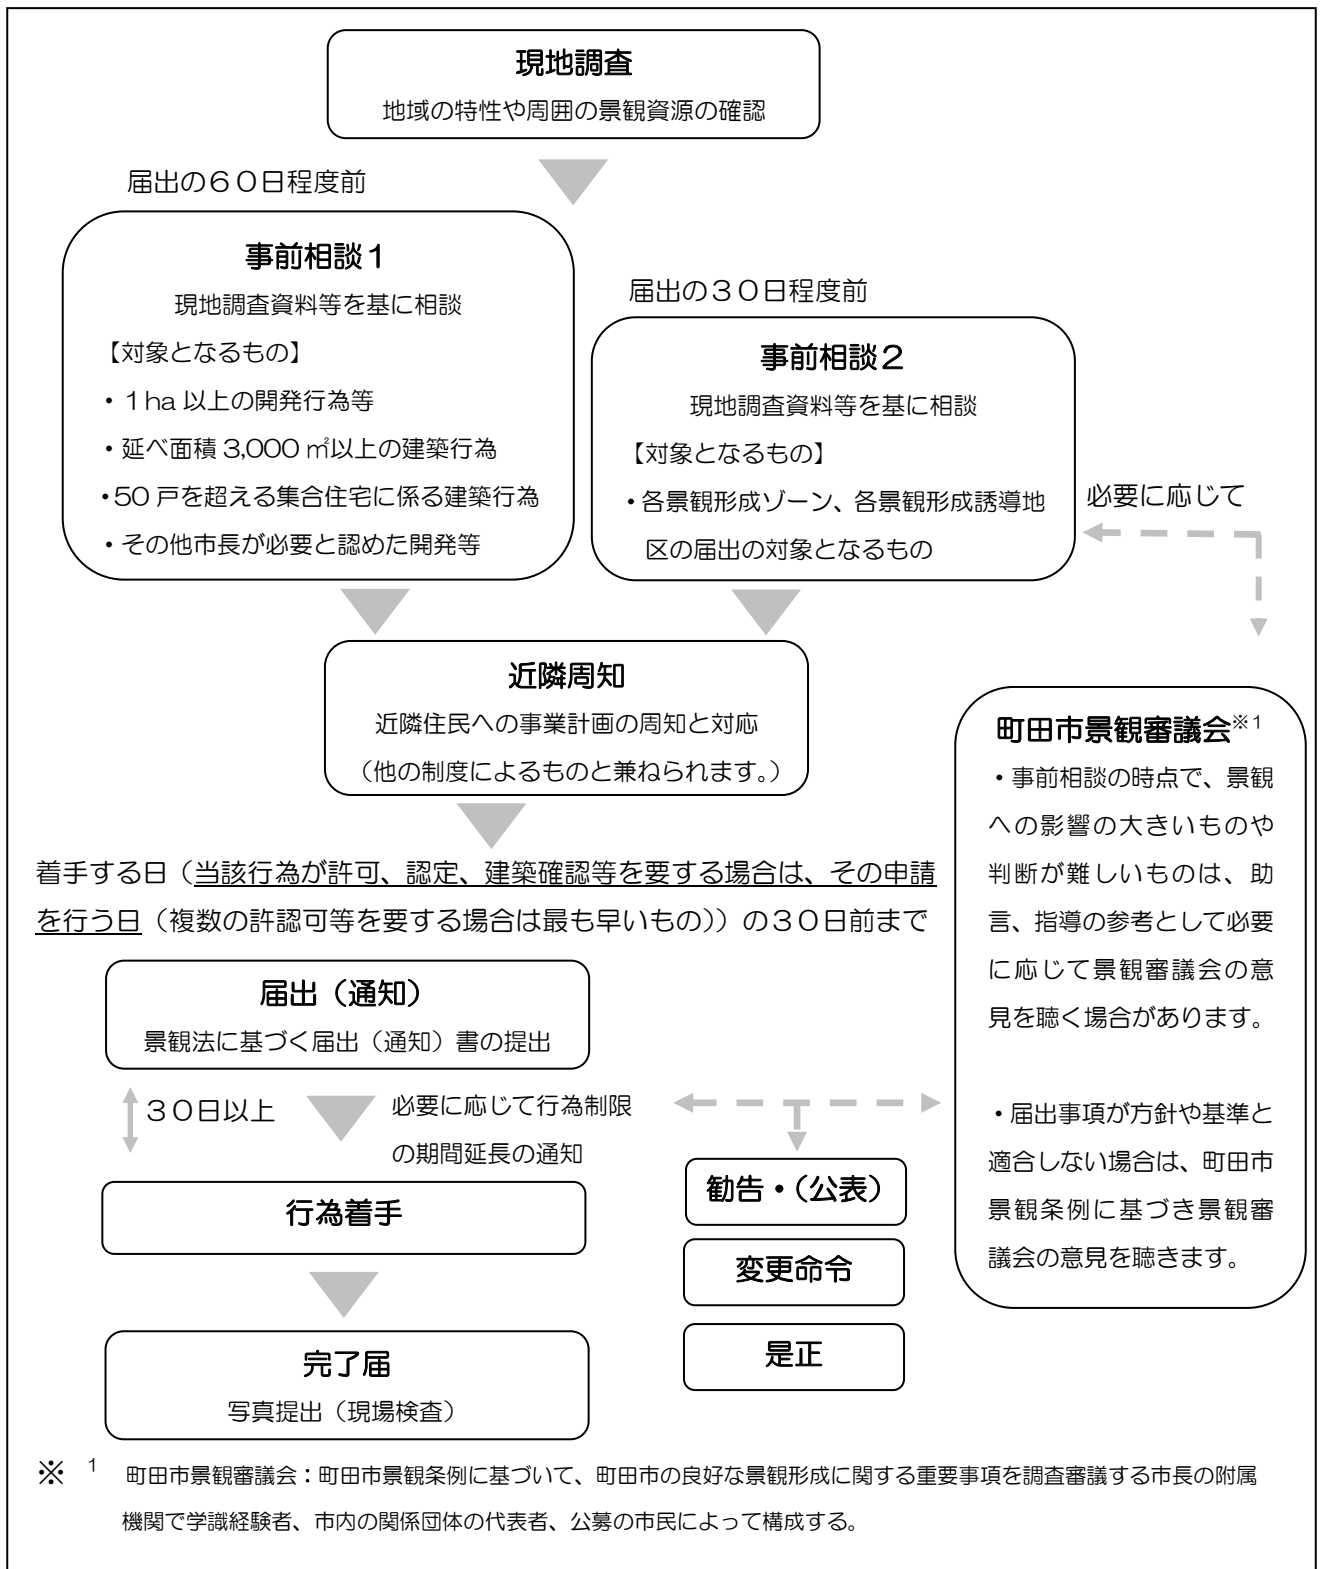 現地調査
地域の特性や周囲の景観資源の確認
届出の60日程度前
事前相談1
現地調査資料等を基に相談
【対象となるもの】
・1ha 以上の開発行為等
・延べ面積 3,000 ㎡以上の建築行為
・50 戸を超える集合住宅に係る建築行為
・その他市長が必要と認めた開発等
届出の30日程度前
事前相談2
現地調査資料等を基に相談
【対象となるもの】
・各景観形成ゾーン、各景観形成誘導地
区の届出の対象となるもの
必要に応じて
近隣周知
近隣住民への事業計画の周知と対応
（他の制度によるものと兼ねられます。）
着手する日（当該行為が許可、認定、建築確認等を要する場合は、その申請
を行う日（複数の許認可等を要する場合は最も早いもの））の30日前まで
届出（通知）
景観法に基づく届出（通知）書の提出
30日以上
必要に応じて行為制限
の期間延長の通知
行為着手
完了届
写真提出（現場検査）
勧告・（公表）
変更命令
是正
町田市景観審議会※1
・事前相談の時点で、景観
への影響の大きいものや
判断が難しいものは、助
言、指導の参考として必要
に応じて景観審議会の意
見を聴く場合があります。
・届出事項が方針や基準と
適合しない場合は、町田市
景観条例に基づき景観審
議会の意見を聴きます。
※ 1 町田市景観審議会：町田市景観条例に基づいて、町田市の良好な景観形成に関する重要事項を調査審議する市長の附属
機関で学識経験者、市内の関係団体の代表者、公募の市民によって構成する。